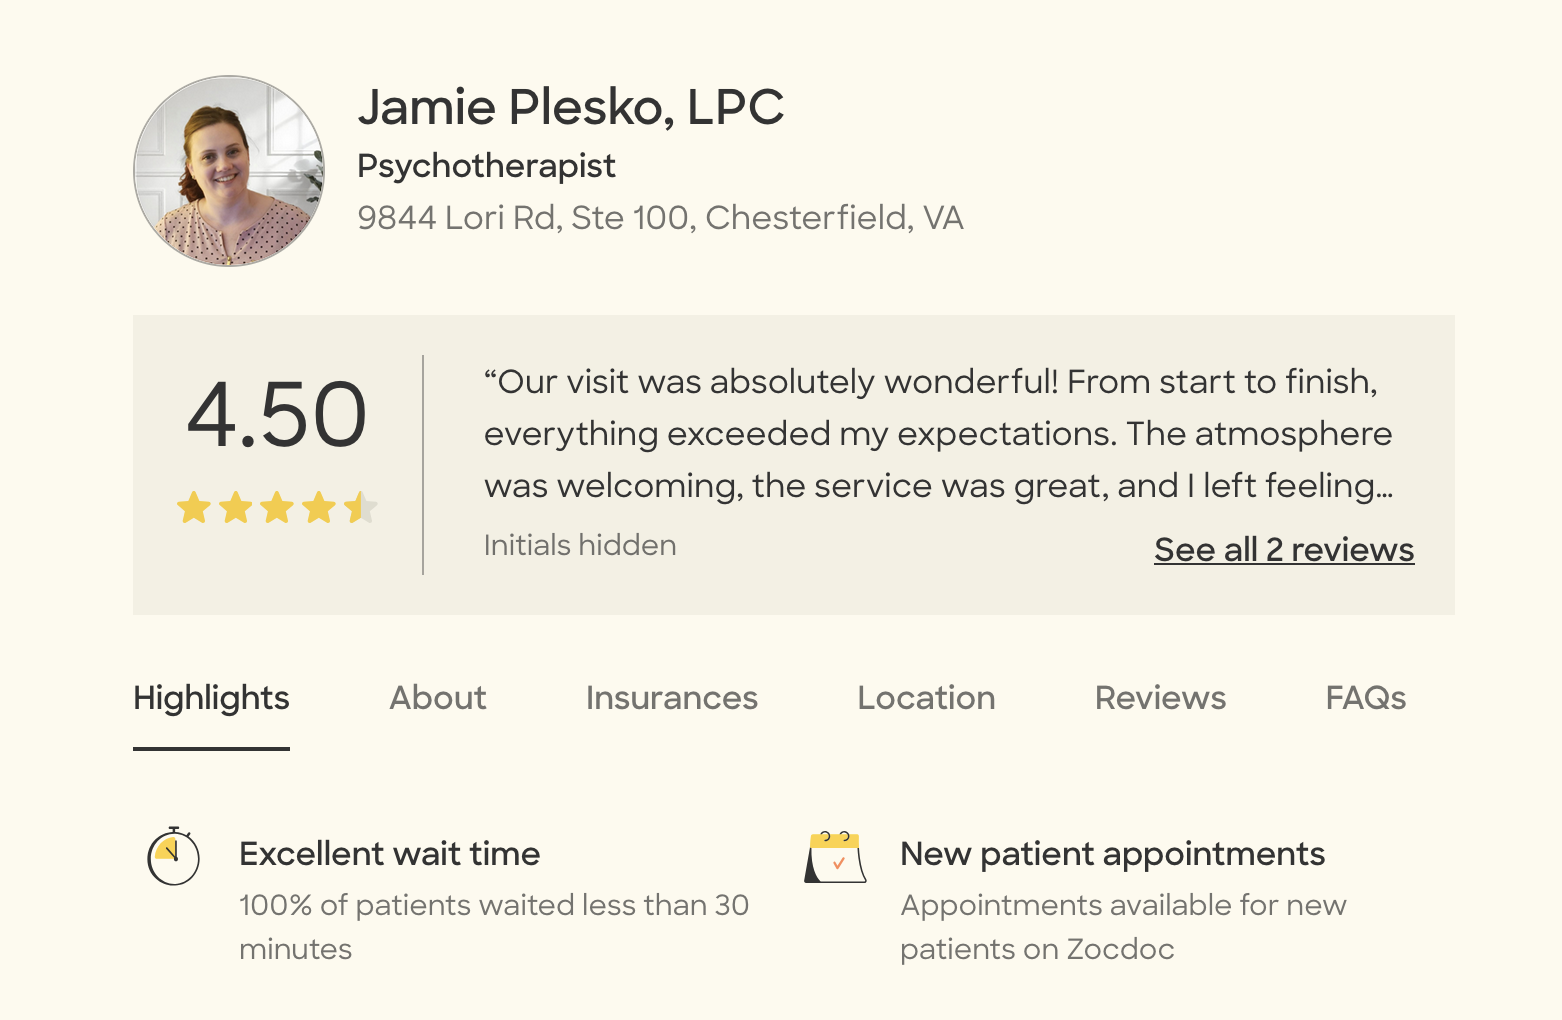 Jamie Plesko, LPC
Psychotherapist
9844 Lori Rd, Ste 100, Chesterfield, VA
4.50
“Our visit was absolutely wonderful! From start to finish,
everything exceeded my expectations. The atmosphere
was welcoming, the service was great, and I left feeling...
Initials hidden
See all 2 reviews
Highlights About Insurances Location Reviews FAQs
Excellent wait time
100% of patients waited less than 30
minutes
New patient appointments
Appointments available for new
patients on Zocdoc